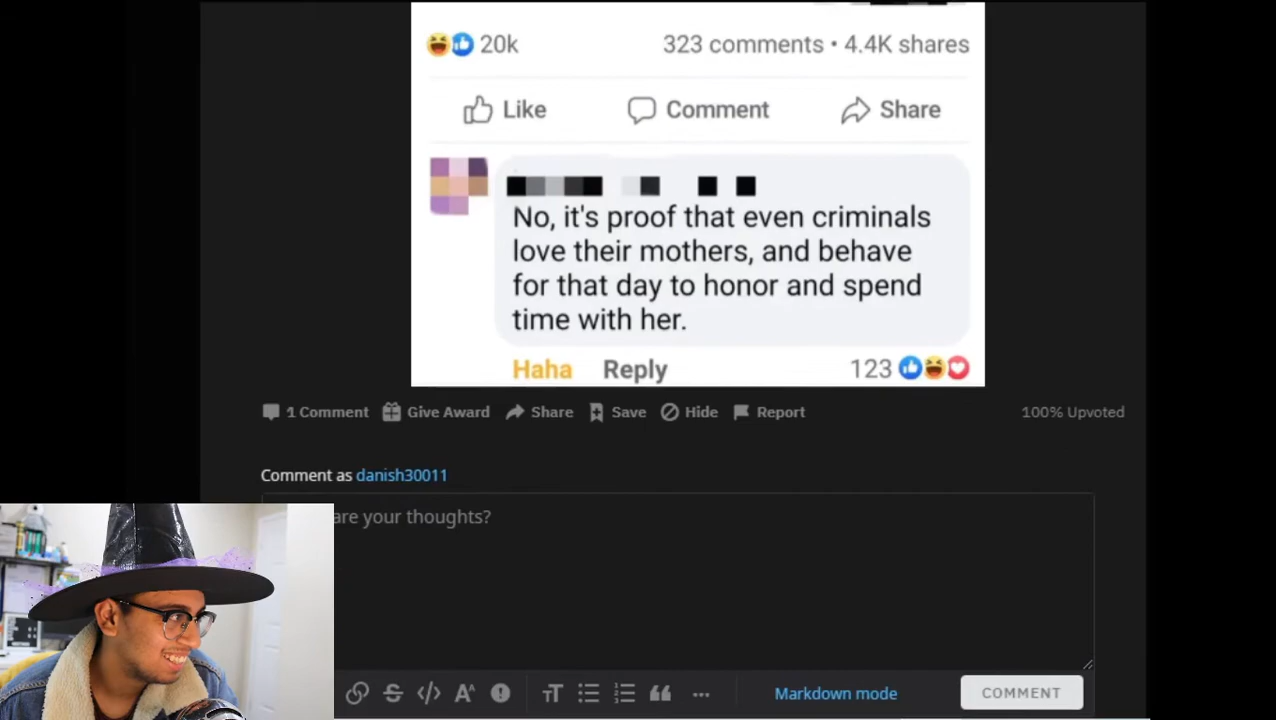 20k
323 comments • 4.4K shares
Like
Comment
Share
No, it's proof that even criminals
love their mothers, and behave
for that day to honor and spend
time with her.
Haha Reply 123
1 Comment Give Award Share Save Hide Report 100% Upvoted
Comment as danish30011
are your thoughts?
Markdown mode
COMMENT